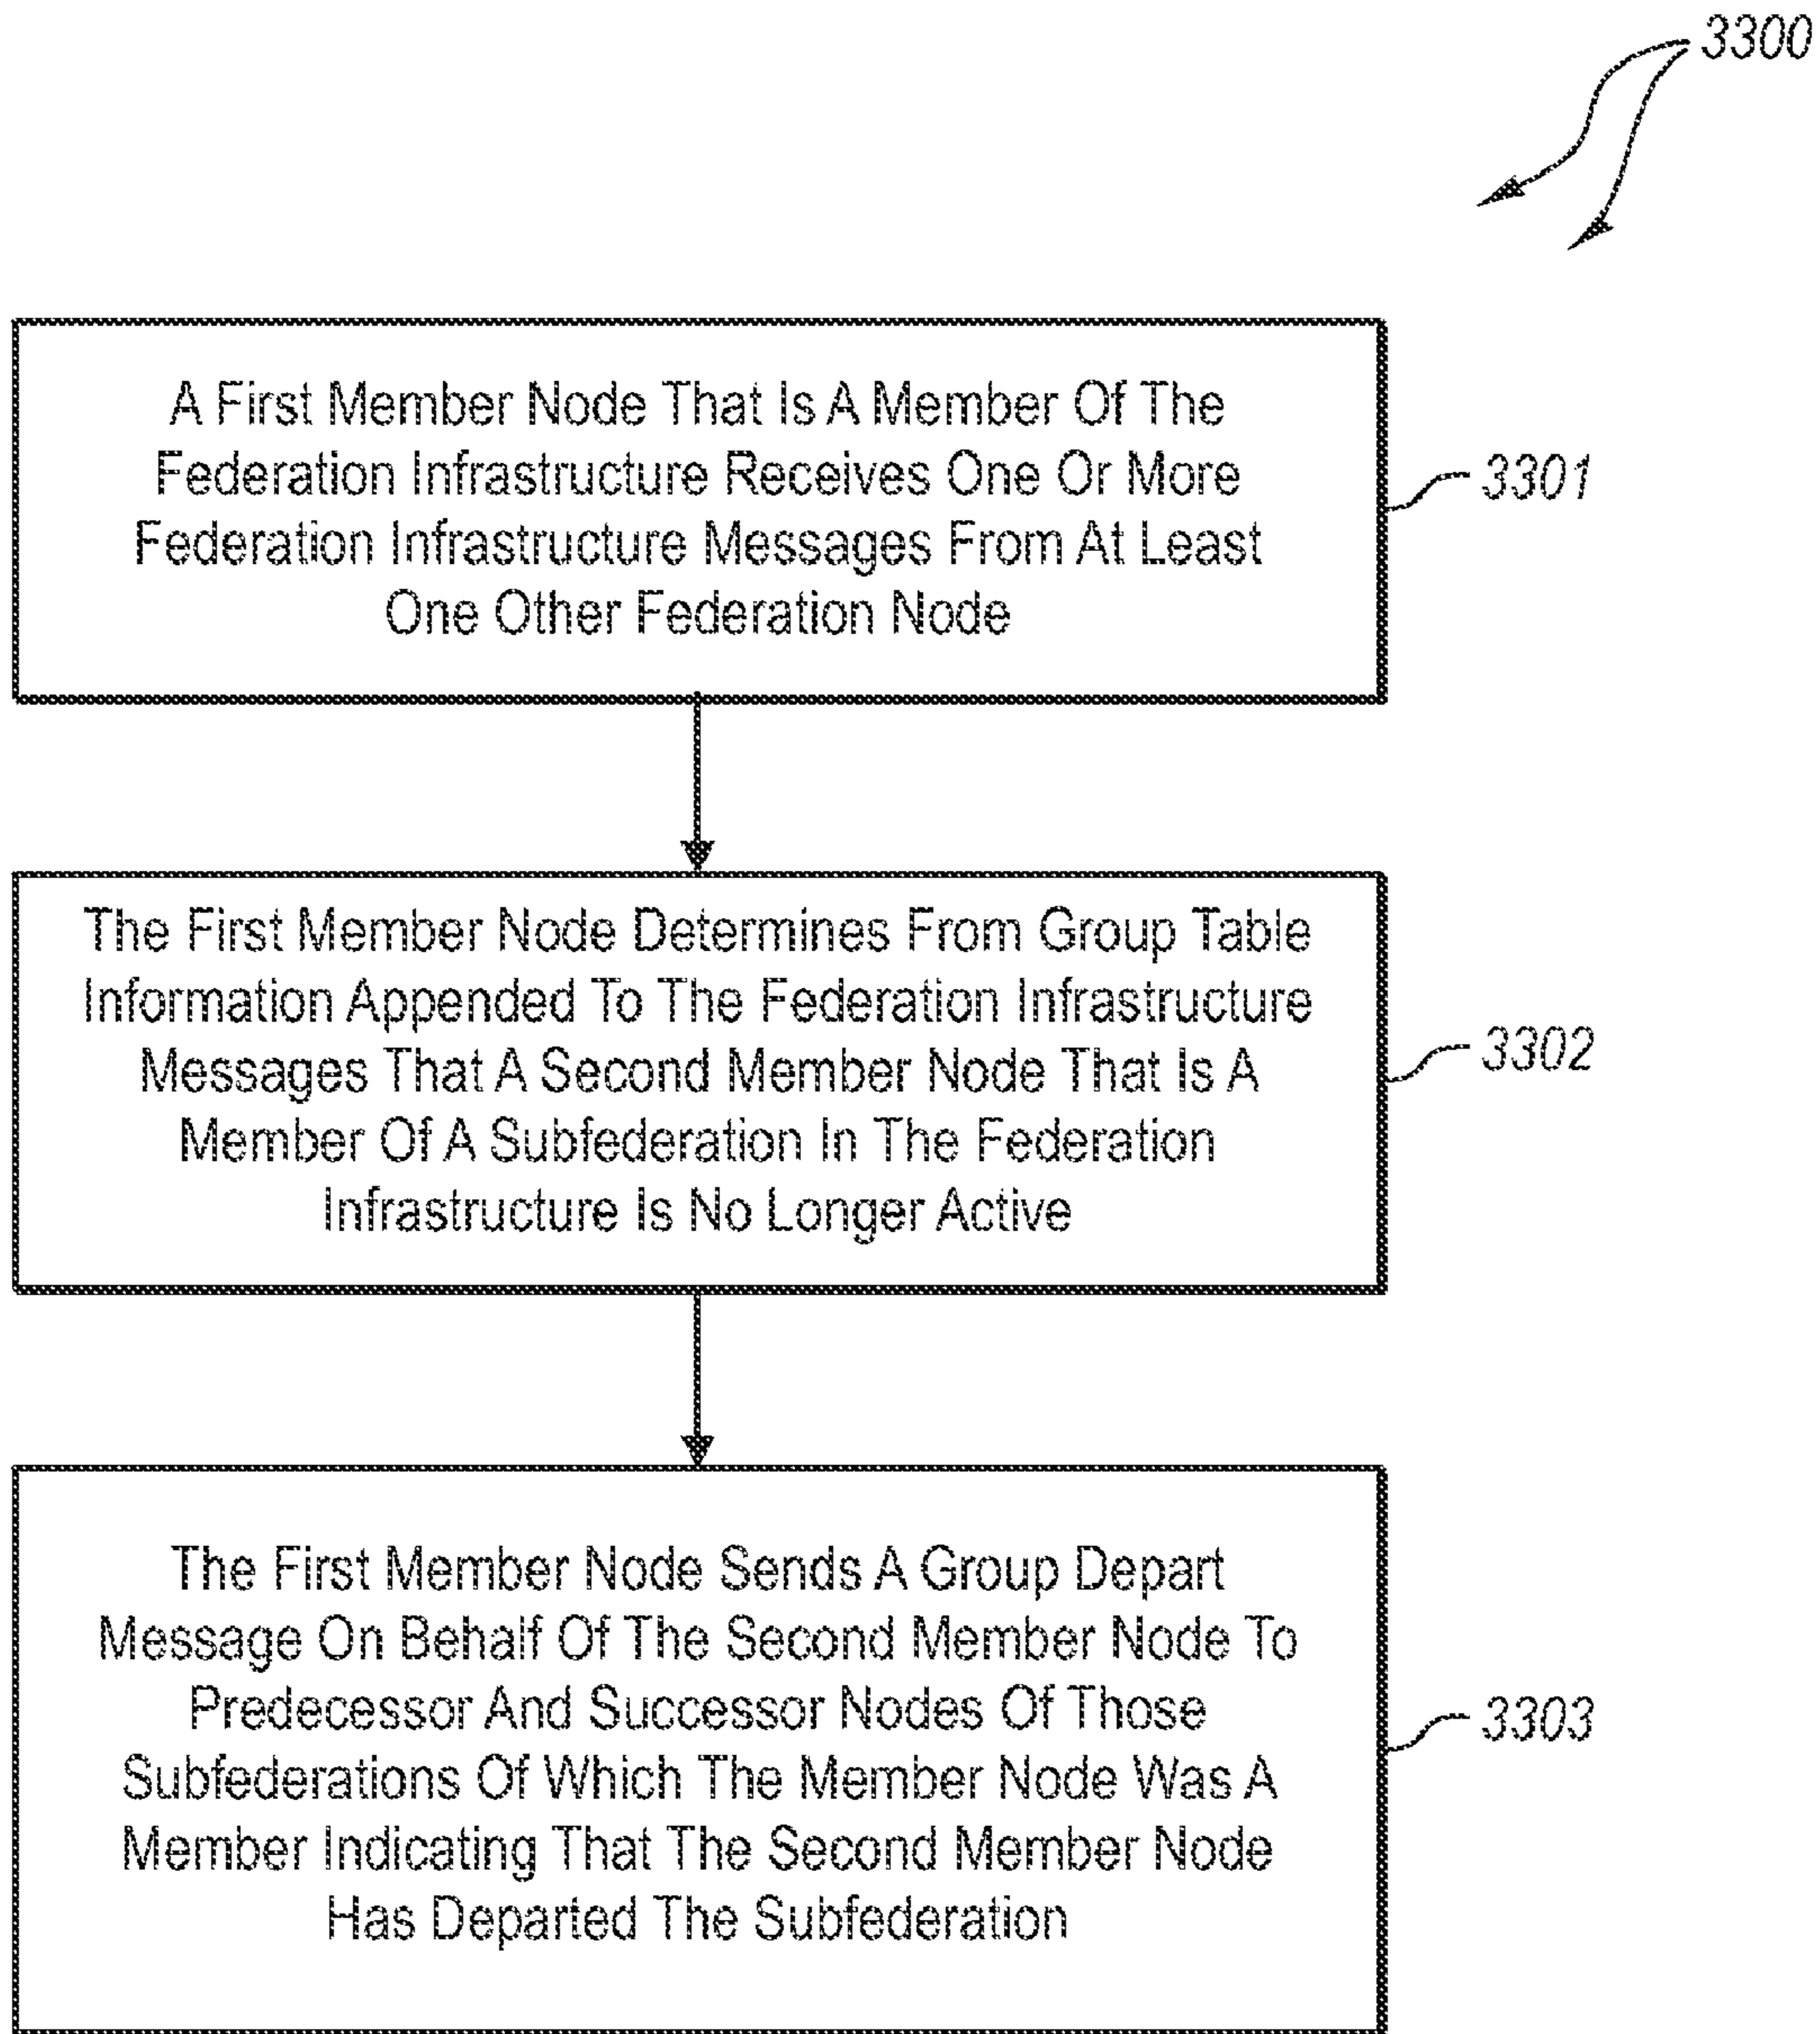 3300
A First Member Node That Is A Member Of The
Federation Infrastructure Receives One Or More
Federation Infrastructure Messages From At Least
One Other Federation Node
3301
The First Member Node Determines From Group Table
Information Appended To The Federation Infrastructure
Messages That A Second Member Node That Is A
Member Of A Subfederation In The Federation
Infrastructure Is No Longer Active
3302
The First Member Node Sends A Group Depart
Message On Behalf Of The Second Member Node To
Predecessor And Successor Nodes Of Those
Subfederations Of Which The Member Node Was A
Member Indicating That The Second Member Node
Has Departed The Subfederation
3303